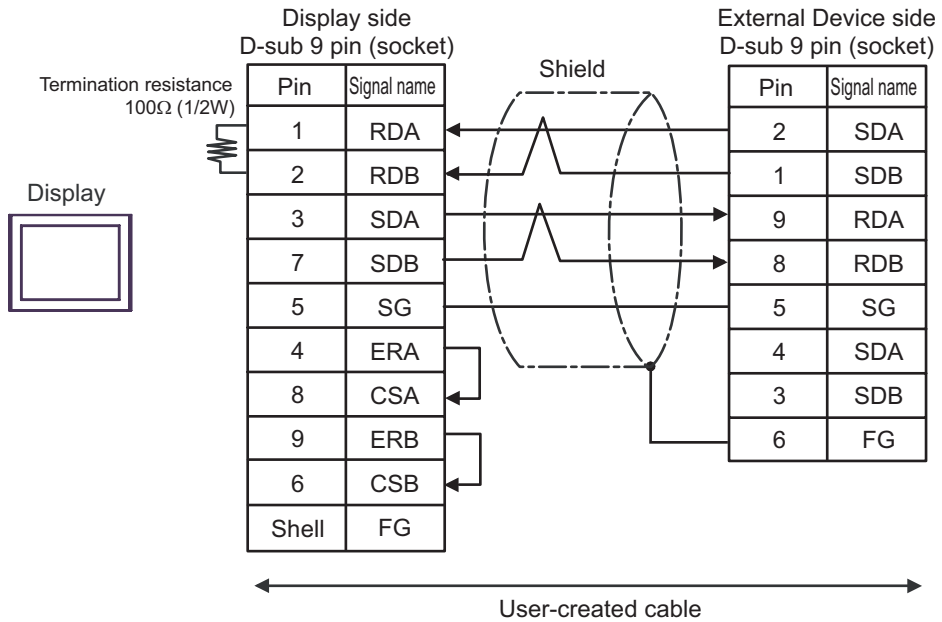 Display side
D-sub 9 pin (socket)
External Device side
D-sub 9 pin (socket)
Shield
Termination resistance
100Ω (1/2W)
Display
Pin Signal name
1 RDA
2 RDB
3 SDA
7 SDB
5 SG
4 ERA
8 CSA
9 ERB
6 CSB
Shell FG
Pin Signal name
2 SDA
1 SDB
9 RDA
8 RDB
5 SG
4 SDA
3 SDB
6 FG
User-created cable